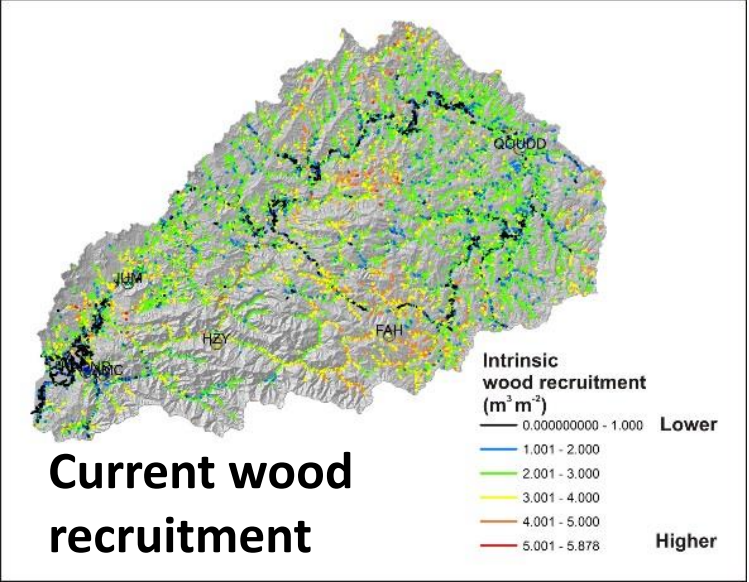 QOUDD
JUM
HZY
FAH
Intrinsic
wood recruitment
(m³ m⁻²)
0.000000000 - 1.000 Lower
1.001 - 2.000
2.001 - 3.000
3.001 - 4.000
4.001 - 5.000
5.001 - 5.878 Higher
Current wood
recruitment